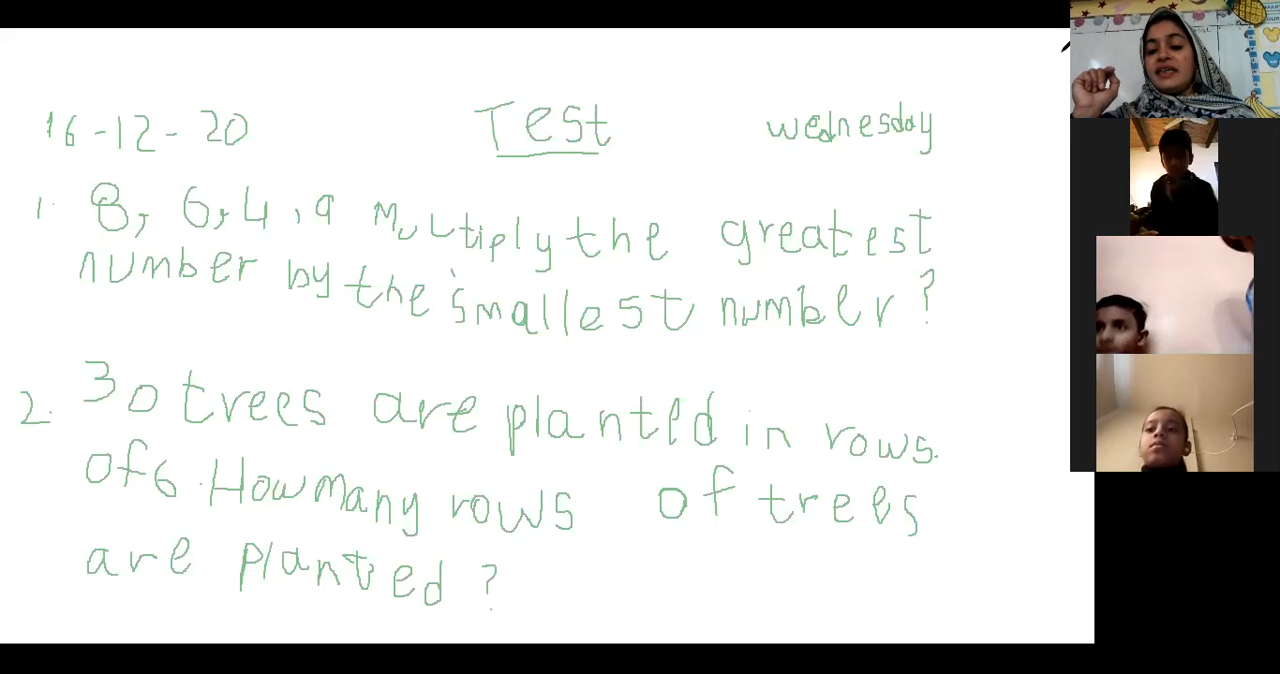 16-12-20 Test wednesday
1. 8, 6, 4, 9 Multiply the greatest
number by the smallest number?
2. 30 trees are planted in rows.
of 6. How many rows of trees
are planted?